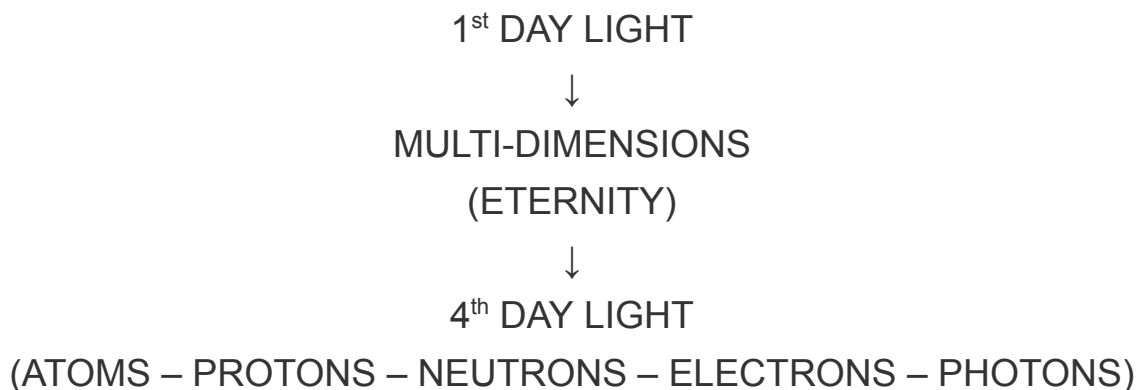 1st DAY LIGHT
↓
MULTI-DIMENSIONS
(ETERNITY)
↓
4th DAY LIGHT
(ATOMS – PROTONS – NEUTRONS – ELECTRONS – PHOTONS)